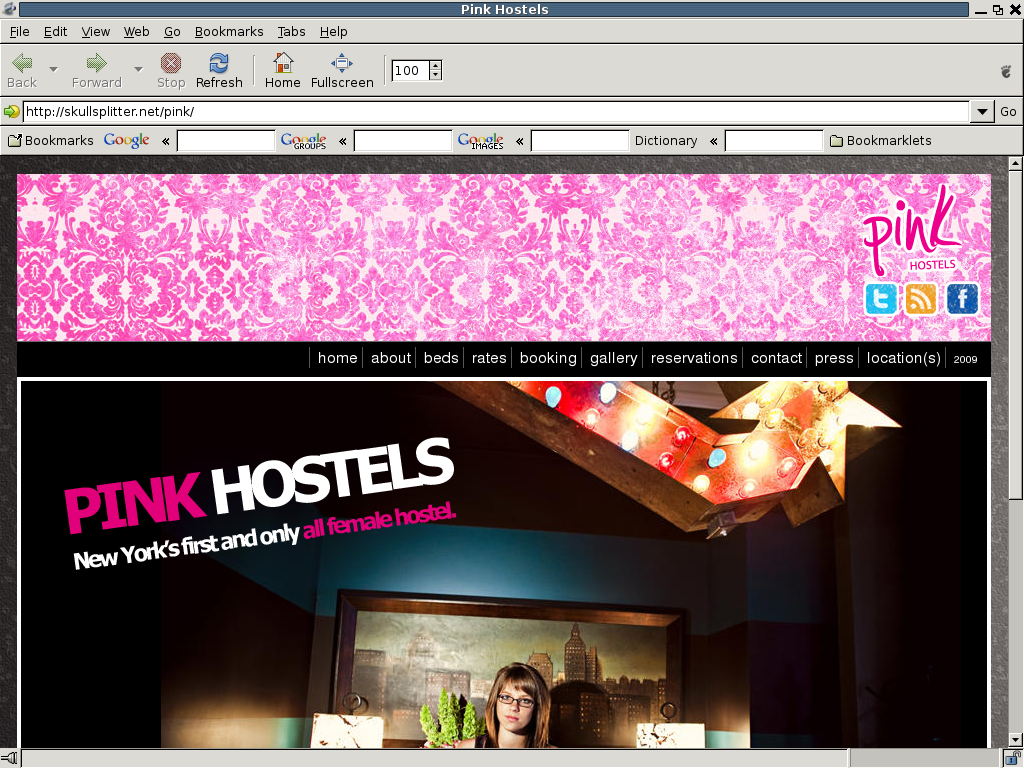 Pink Hostels
File Edit View Web Go Bookmarks Tabs Help
Back Forward Stop Refresh Home Fullscreen 100
http://skullsplitter.net/pink/ Go
Bookmarks Google « Google GROUPS « Google IMAGES « Dictionary « Bookmarklets
pink
HOSTELS
home about beds rates booking gallery reservations contact press location(s) 2009
PINK HOSTELS
New York's first and only all female hostel.